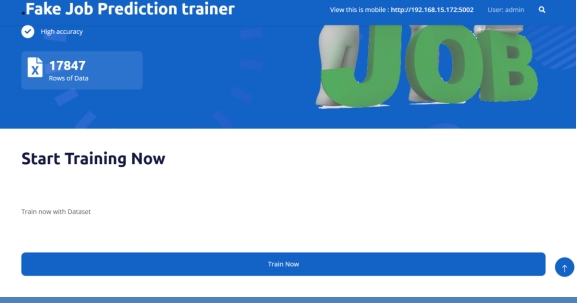 .Fake Job Prediction trainer
View this is mobile : http://192.168.15.172:5002
User: admin
High accuracy
X
17847
Rows of Data
JOB
Start Training Now
Train now with Dataset
Train Now